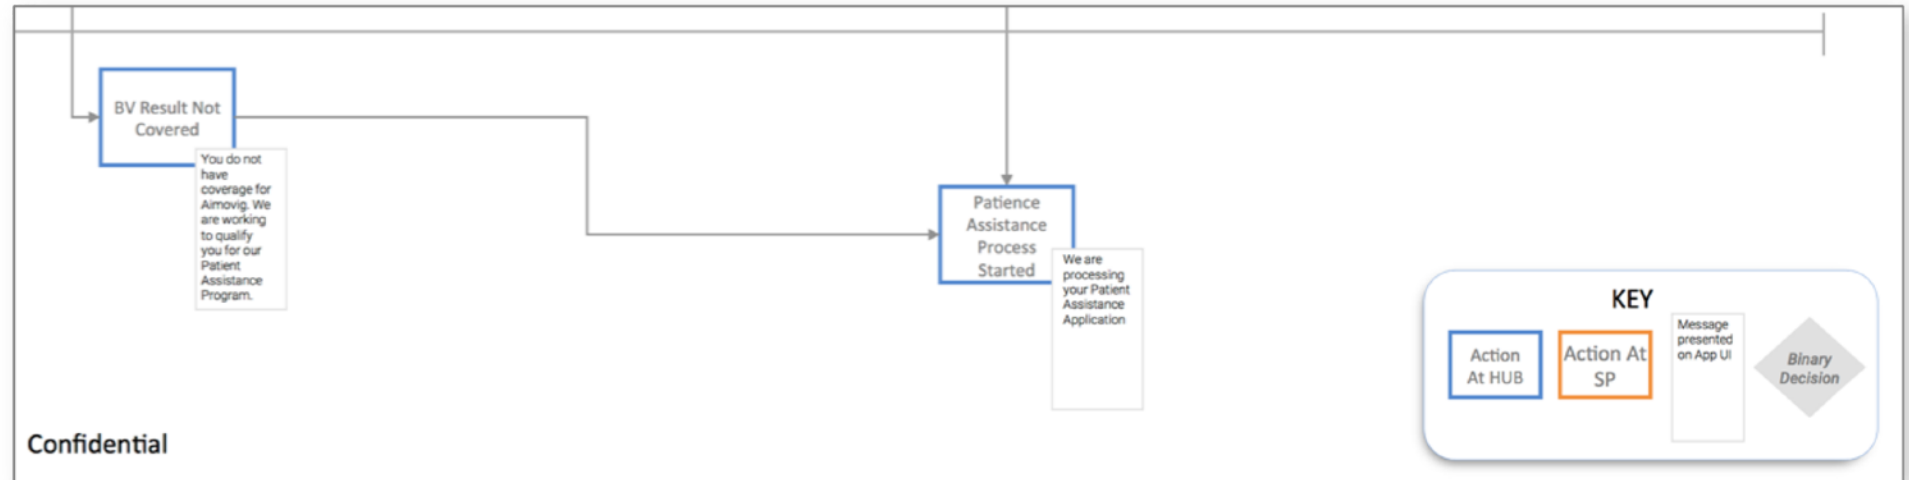 BV Result Not
Covered
You do not
have
coverage for
Aimovig. We
are working
to qualify
you for our
Patient
Assistance
Program.
Patience
Assistance
Process
Started
We are
processing
your Patient
Assistance
Application
KEY
Action
At HUB
Action At
SP
Message
presented
on App UI
Binary
Decision
Confidential